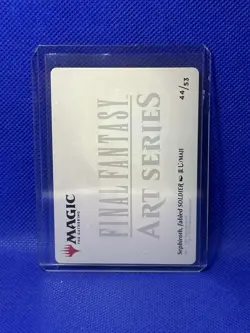 MAGIC
THE GATHERING
FINAL FANTASY
ART SERIES
Sephiroth, Fabled SOLDIER
44/53